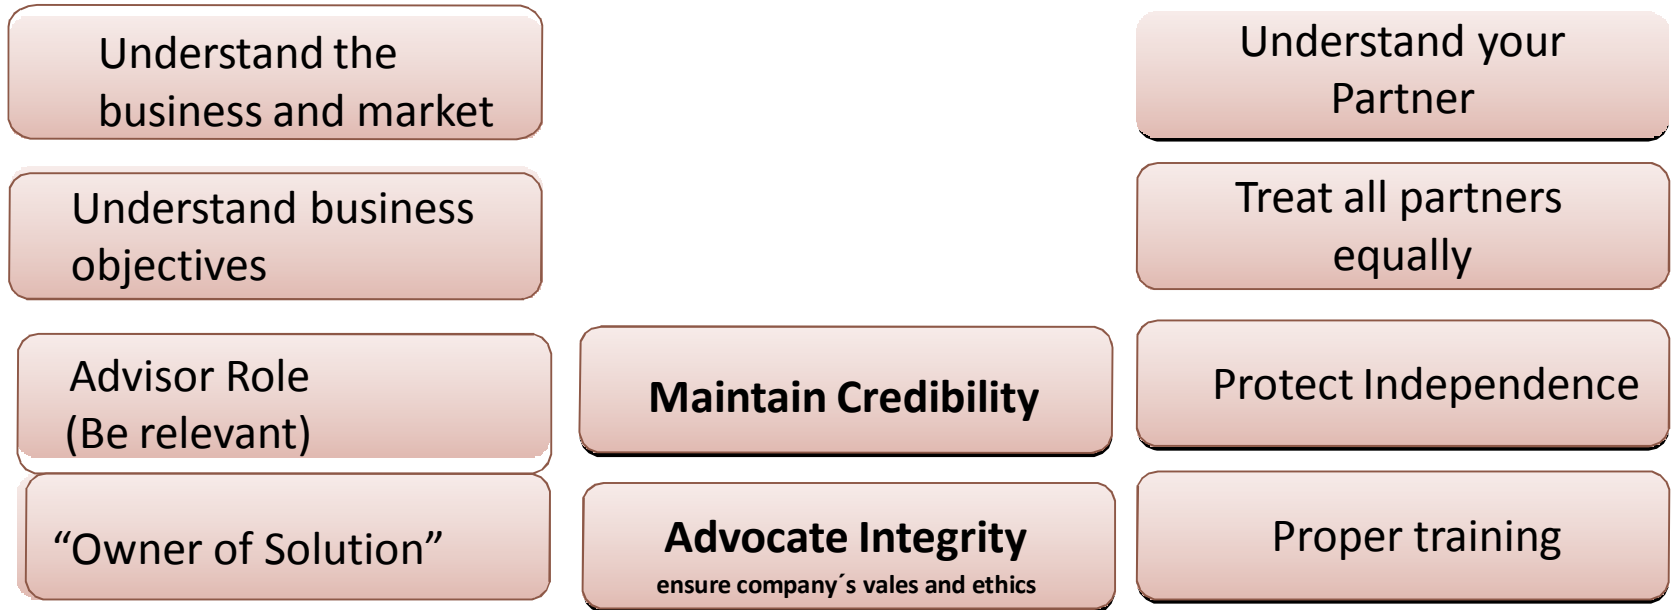 Understand the
business and market
Understand business
objectives
Advisor Role
(Be relevant)
“Owner of Solution”
Maintain Credibility
Advocate Integrity
ensure company´s vales and ethics
Understand your
Partner
Treat all partners
equally
Protect Independence
Proper training